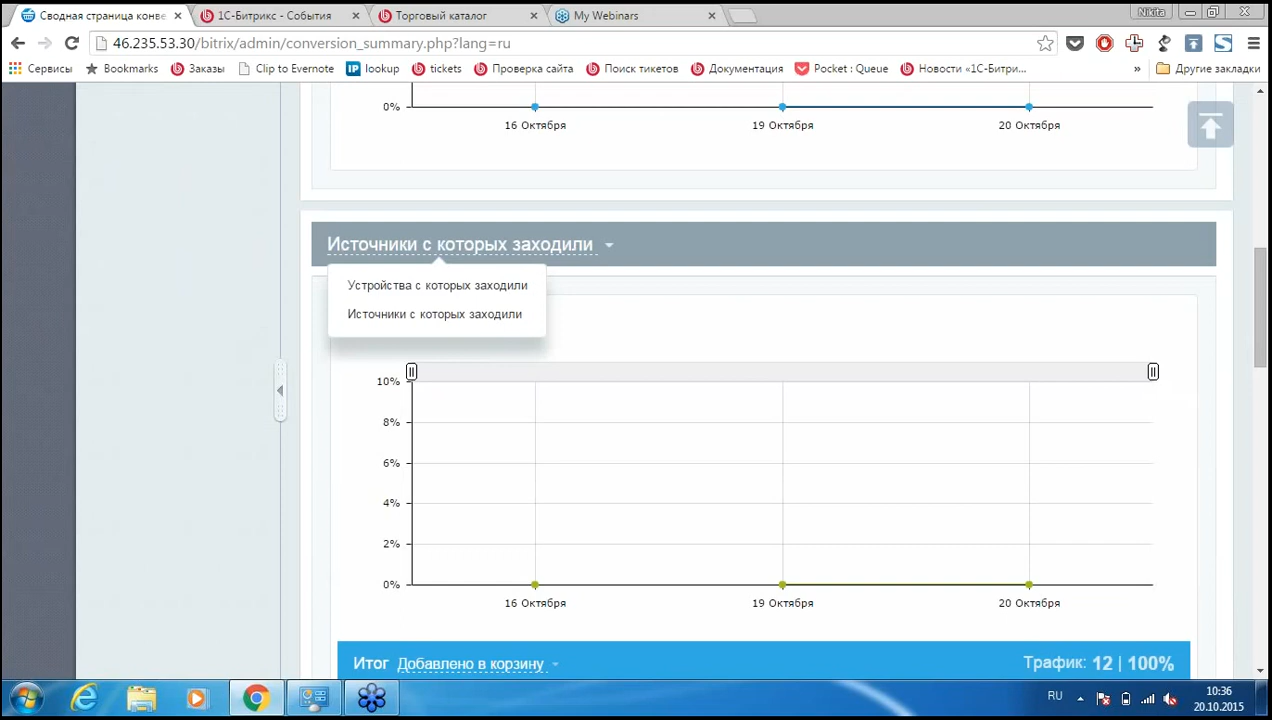 Сводная страница конве
1С-Битрикс - События
Торговый каталог
My Webinars
Nikita
46.235.53.30/bitrix/admin/conversion_summary.php?lang=ru
Сервисы
Bookmarks
Заказы
Clip to Evernote
IP lookup
tickets
Проверка сайта
Поиск тикетов
Документация
Pocket : Queue
Новости «1С-Битри...
»
Другие закладки
0%
16 Октября
19 Октября
20 Октября
Источники с которых заходили
Устройства с которых заходили
Источники с которых заходили
10%
8%
6%
4%
2%
0%
16 Октября
19 Октября
20 Октября
Итог Добавлено в корзину
Трафик: 12 | 100%
RU
10:36
20.10.2015